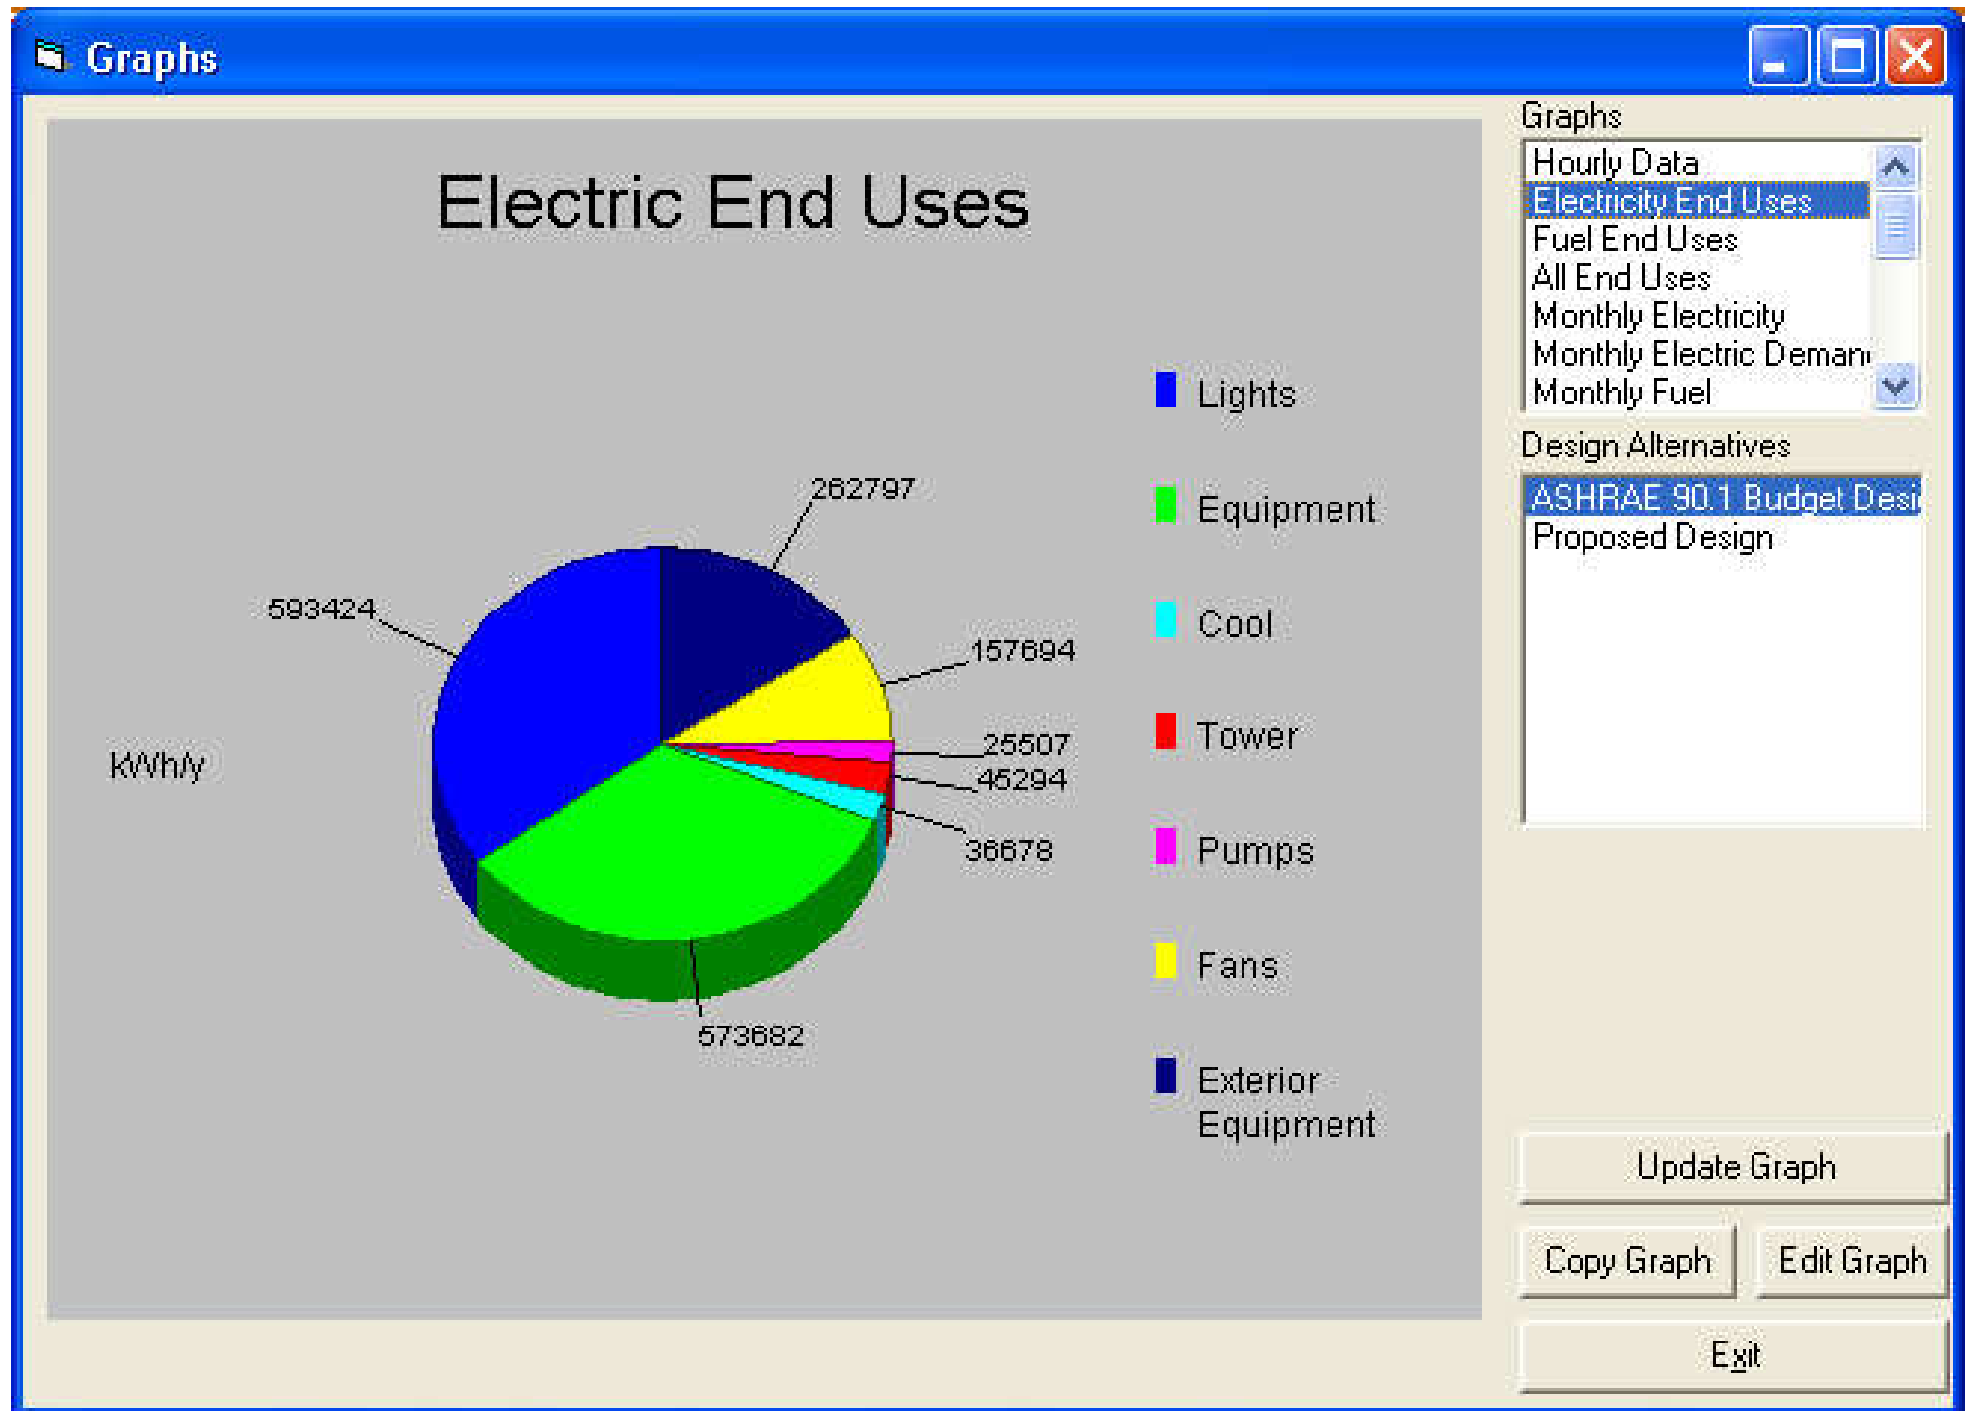 Graphs
Electric End Uses
kWh/y
593424
262797
157694
25507
45294
36678
573682
Lights
Equipment
Cool
Tower
Pumps
Fans
Exterior
Equipment
Graphs
Hourly Data
Electricity End Uses
Fuel End Uses
All End Uses
Monthly Electricity
Monthly Electric Deman
Monthly Fuel
Design Alternatives
ASHRAE 90.1 Budget Desi
Proposed Design
Update Graph
Copy Graph
Edit Graph
Exit